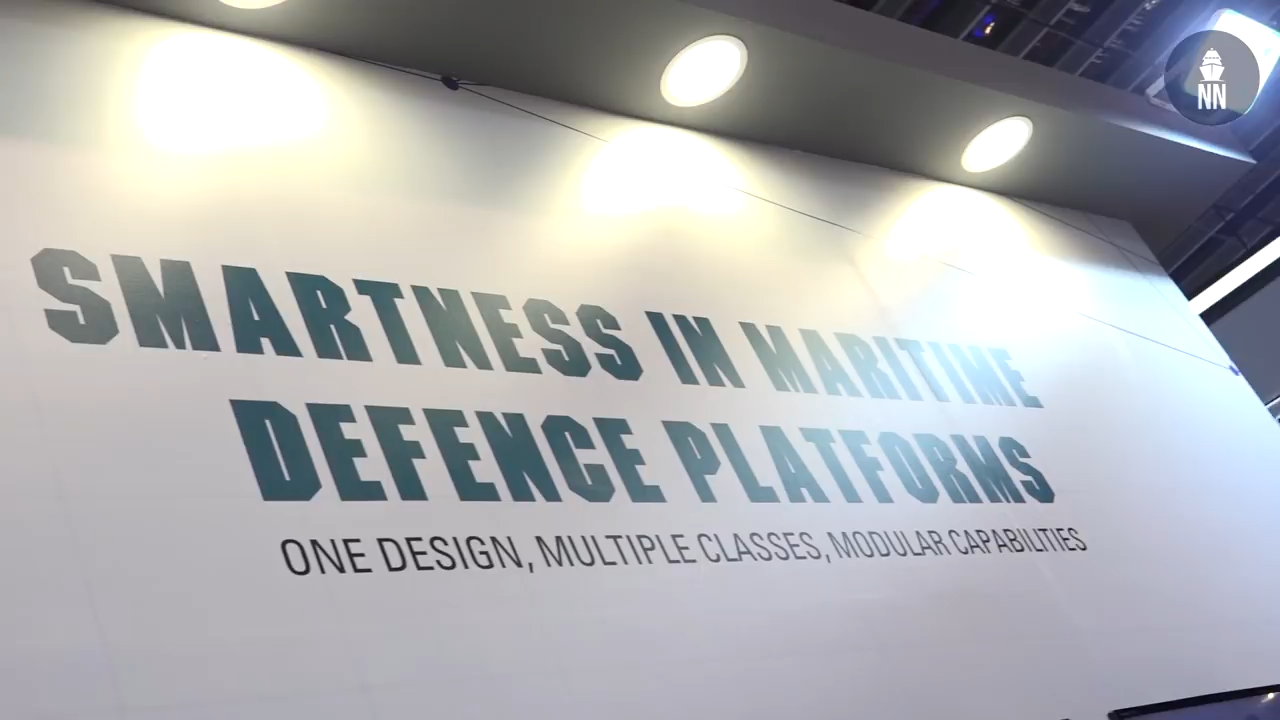 NN
SMARTNESS IN MARITIME
DEFENCE PLATFORMS
ONE DESIGN, MULTIPLE CLASSES, MODULAR CAPABILITIES